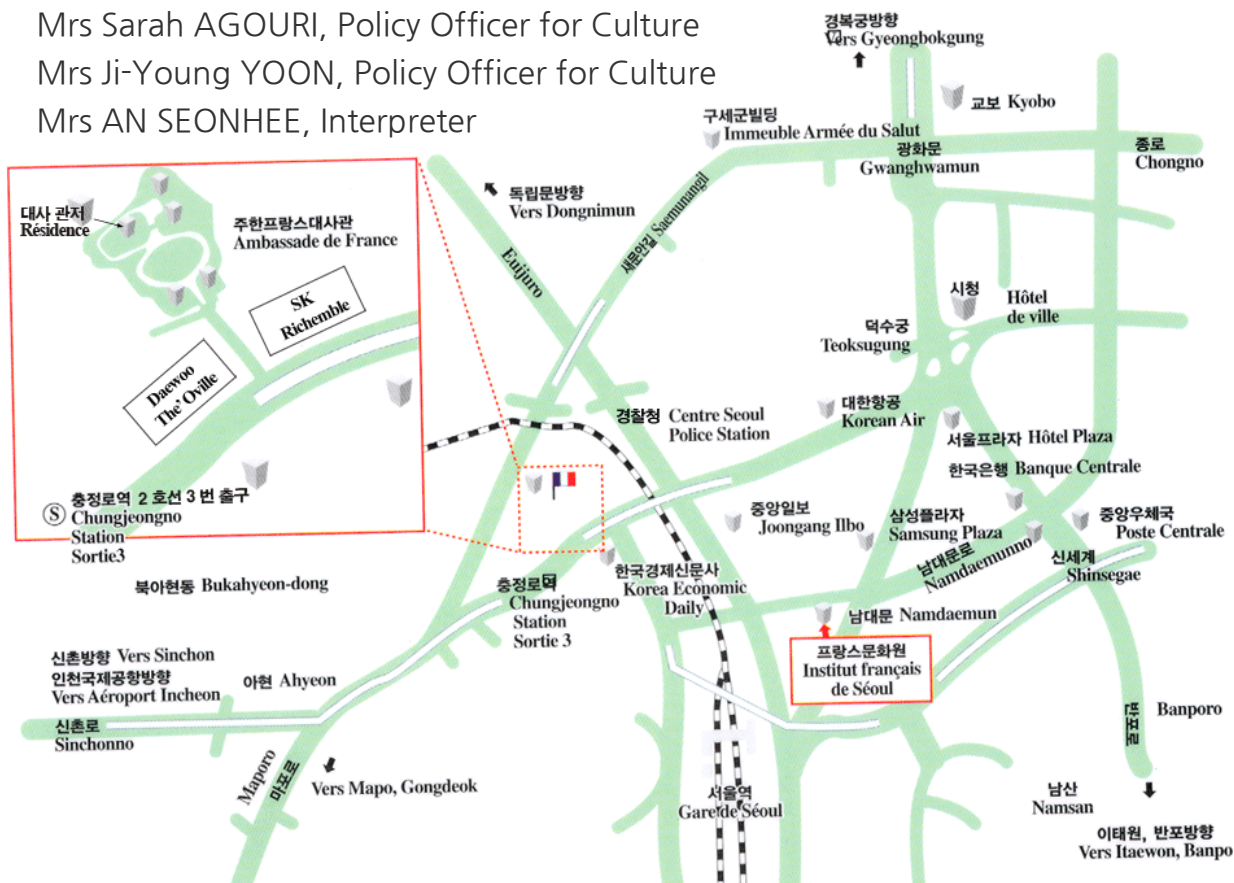 Mrs Sarah AGOURI, Policy Officer for Culture
Mrs Ji-Young YOON, Policy Officer for Culture
Mrs AN SEONHEE, Interpreter
경복궁방향
Vers Gyeongbokgung
교보 Kyobo
구세군빌딩
Immeuble Armée du Salut
광화문
Gwanghwamun
종로
Chongno
독립문방향
Vers Dongnimun
새문안길 Saemunangil
Euijuro
대사 관저
Résidence
주한프랑스대사관
Ambassade de France
SK
Richemble
Daewoo
The' Oville
S
충정로역 2 호선 3 번 출구
Chungjeongno
Station
Sortie3
시청
Hôtel
de ville
덕수궁
Teoksugung
대한항공
Korean Air
경찰청 Centre Seoul
Police Station
서울프라자 Hôtel Plaza
한국은행 Banque Centrale
중앙일보
Joongang Ilbo
삼성플라자
Samsung Plaza
중앙우체국
Poste Centrale
남대문로
Namdaemunno
신세계
Shinsegae
북아현동 Bukahyeon-dong
충정로역
Chungjeongno
Station
Sortie 3
한국경제신문사
Korea Economic
Daily
남대문 Namdaemun
프랑스문화원
Institut français
de Séoul
신촌방향 Vers Sinchon
인천국제공항방향
Vers Aéroport Incheon
아현 Ahyeon
신촌로
Sinchonno
Maporo
마포로
Vers Mapo, Gongdeok
서울역
Gare de Séoul
반포로
Banporo
남산
Namsan
이태원, 반포방향
Vers Itaewon, Banpo